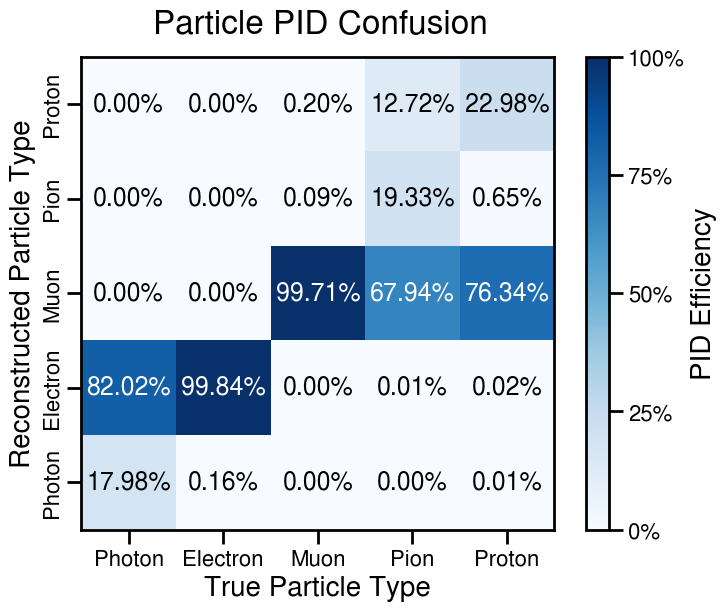 Particle PID Confusion
Reconstructed Particle Type
Proton
0.00% 0.00% 0.20% 12.72% 22.98%
Pion
0.00% 0.00% 0.09% 19.33% 0.65%
Muon
0.00% 0.00% 99.71% 67.94% 76.34%
Electron
82.02% 99.84% 0.00% 0.01% 0.02%
Photon
17.98% 0.16% 0.00% 0.00% 0.01%
Photon Electron Muon Pion Proton
True Particle Type
100%
75%
50%
25%
0%
PID Efficiency